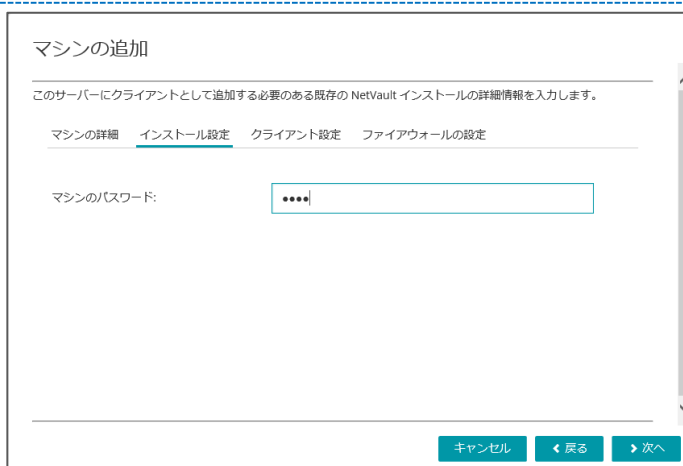 マシンの追加
このサーバーにクライアントとして追加する必要のある既存の NetVault インストールの詳細情報を入力します。
マシンの詳細 インストール設定 クライアント設定 ファイアウォールの設定
マシンのパスワード: ••••
キャンセル 戻る 次へ